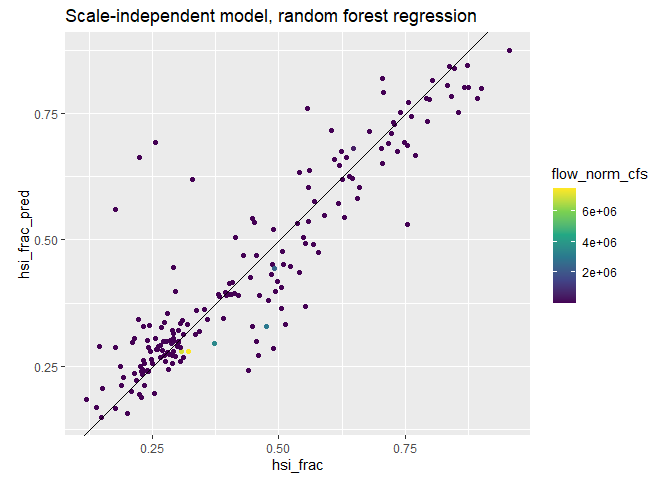 Scale-independent model, random forest regression
hsi_frac_pred
0.75
0.50
0.25
0.25
0.50
0.75
hsi_frac
flow_norm_cfs
6e+06
4e+06
2e+06